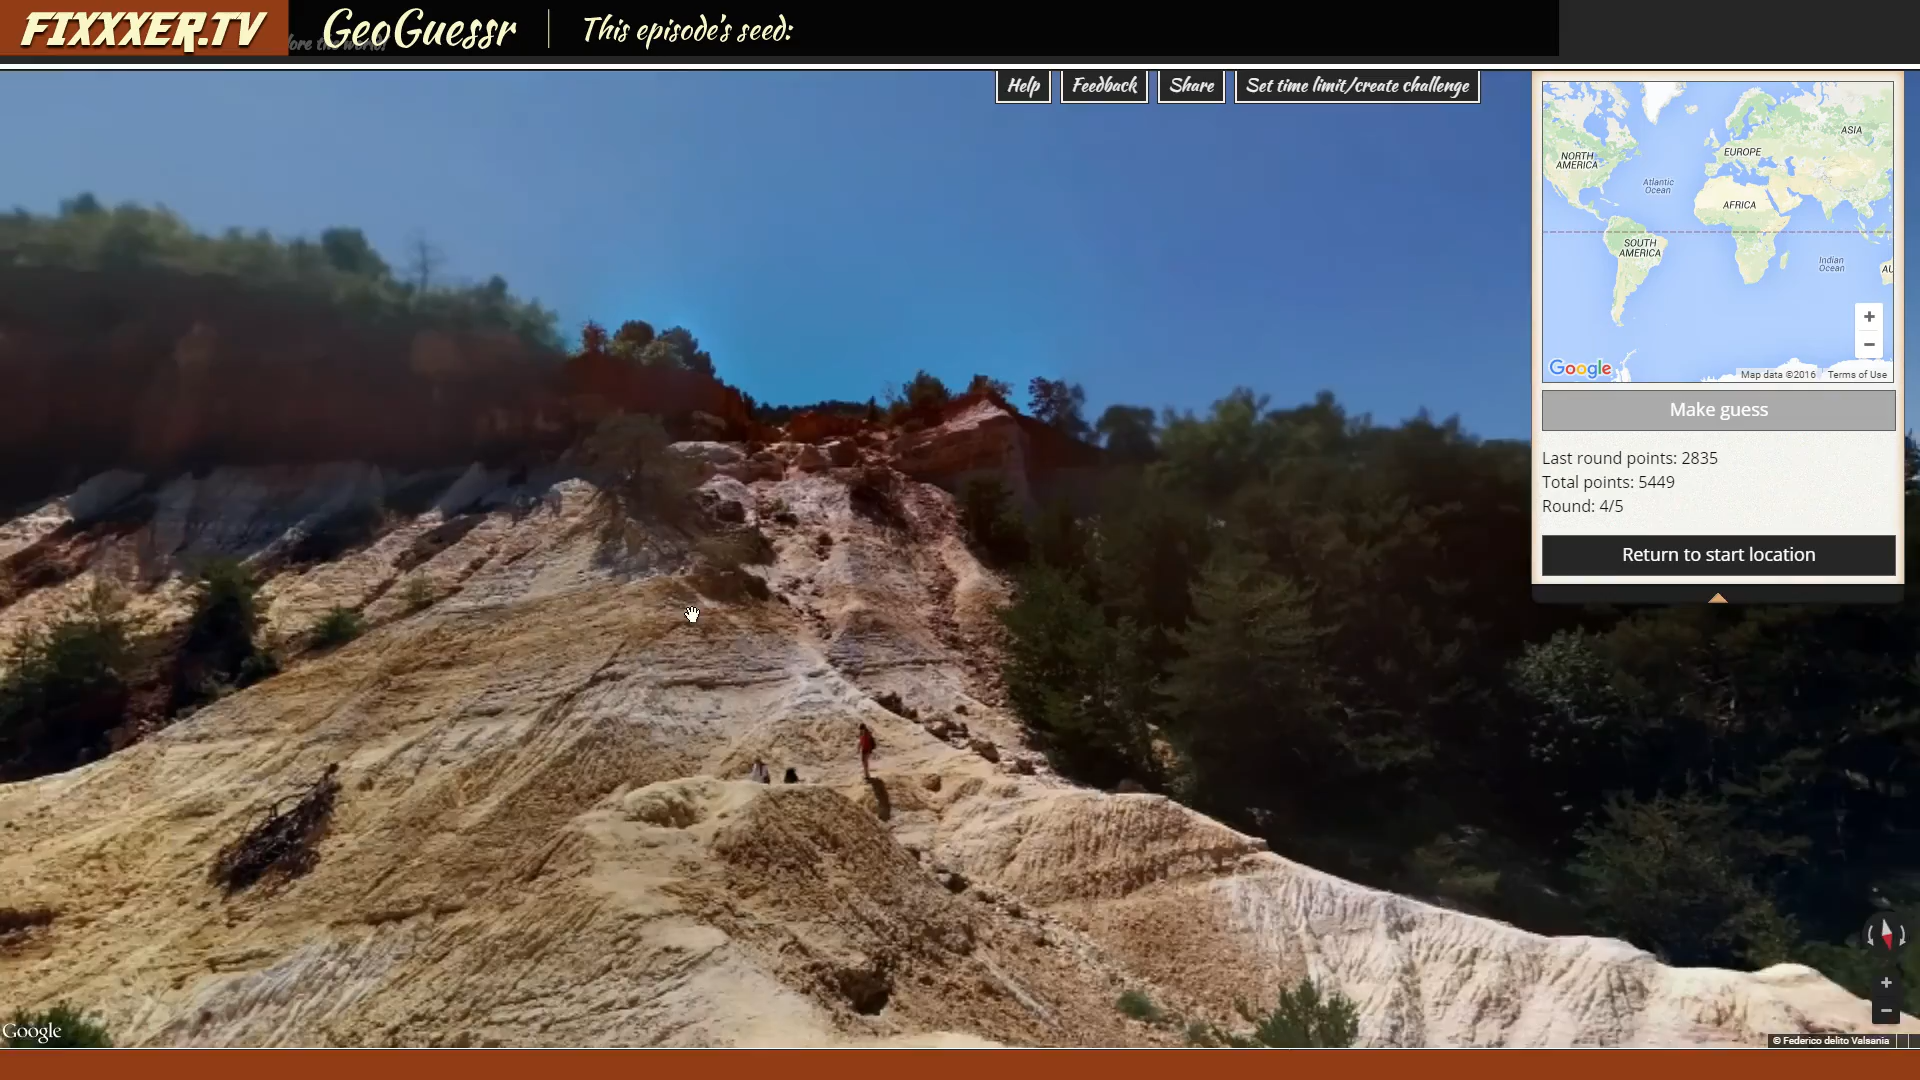 FIXXXER.TV
GeoGuessr
This episode's seed:
Help
Feedback
Share
Set time limit/create challenge
NORTH
AMERICA
Atlantic
Ocean
EUROPE
ASIA
AFRICA
SOUTH
AMERICA
Indian
Ocean
AU
+
−
Google
Map data ©2016
Terms of Use
Make guess
Last round points: 2835
Total points: 5449
Round: 4/5
Return to start location
+
−
Google
© Federico delito Valsania